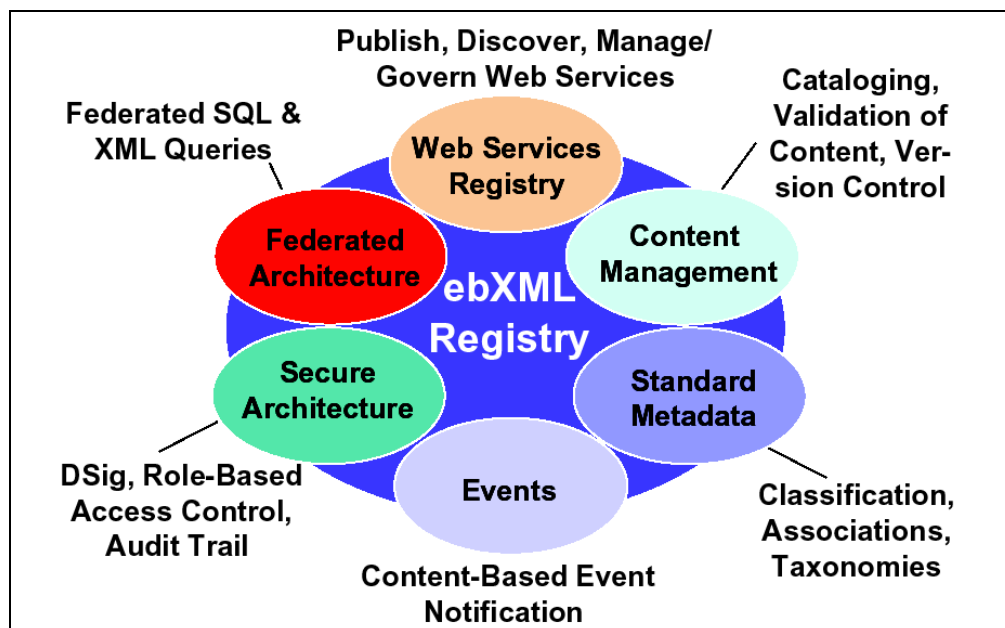 Publish, Discover, Manage/
Govern Web Services
Federated SQL &
XML Queries
Cataloging,
Validation of
Content, Ver-
sion Control
Web Services
Registry
Federated
Architecture
Content
Management
ebXML
Registry
Secure
Architecture
Standard
Metadata
Events
DSig, Role-Based
Access Control,
Audit Trail
Classification,
Associations,
Taxonomies
Content-Based Event
Notification